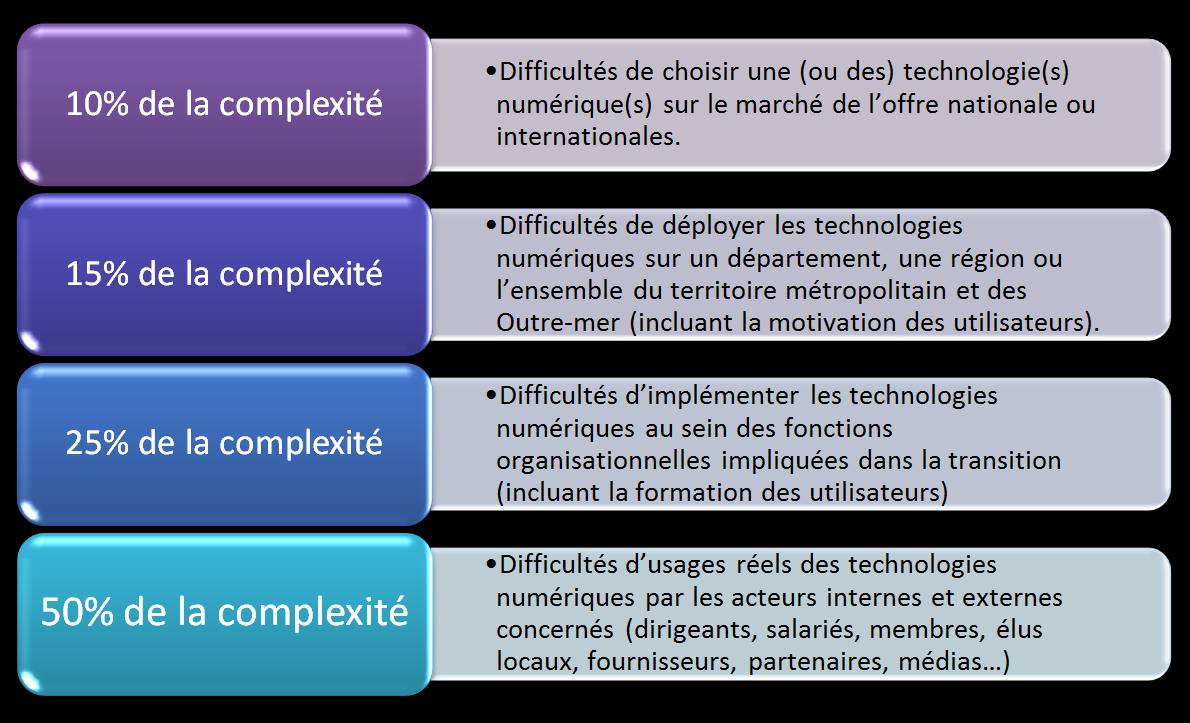 10% de la complexité
•Difficultés de choisir une (ou des) technologie(s)
numérique(s) sur le marché de l’offre nationale ou
internationales.
15% de la complexité
•Difficultés de déployer les technologies
numériques sur un département, une région ou
l’ensemble du territoire métropolitain et des
Outre-mer (incluant la motivation des utilisateurs).
25% de la complexité
•Difficultés d’implémenter les technologies
numériques au sein des fonctions
organisationnelles impliquées dans la transition
(incluant la formation des utilisateurs)
50% de la complexité
•Difficultés d’usages réels des technologies
numériques par les acteurs internes et externes
concernés (dirigeants, salariés, membres, élus
locaux, fournisseurs, partenaires, médias…)